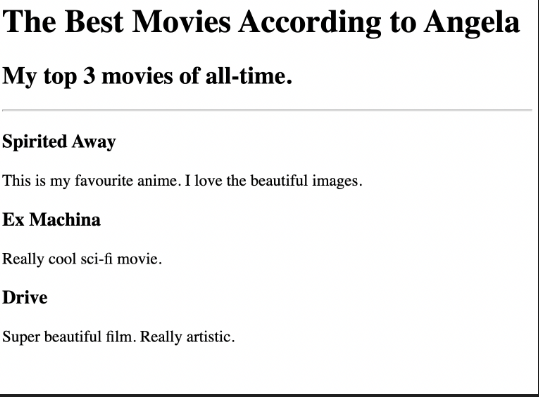 The Best Movies According to Angela
My top 3 movies of all-time.
Spirited Away
This is my favourite anime. I love the beautiful images.
Ex Machina
Really cool sci-fi movie.
Drive
Super beautiful film. Really artistic.